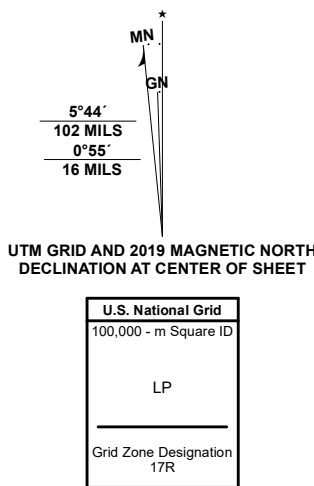 ★
MN
GN
5°44´
102 MILS
0°55´
16 MILS
UTM GRID AND 2019 MAGNETIC NORTH
DECLINATION AT CENTER OF SHEET
U.S. National Grid
100,000 - m Square ID
LP
Grid Zone Designation
17R